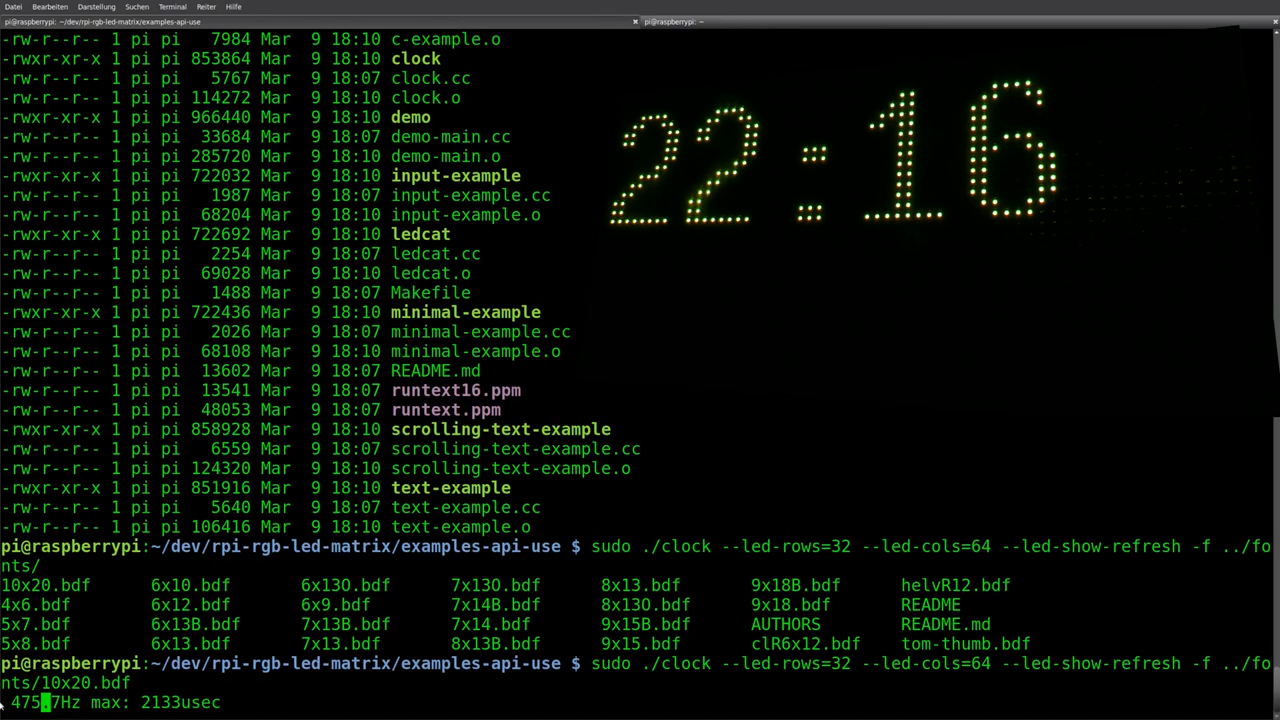 Datei Bearbeiten Darstellung Suchen Terminal Reiter Hilfe
pi@raspberrypi: ~/dev/rpi-rgb-led-matrix/examples-api-use
pi@raspberrypi: ~
-rw-r--r-- 1 pi pi 7984 Mar 9 18:10 c-example.o
-rwxr-xr-x 1 pi pi 853864 Mar 9 18:10 clock
-rw-r--r-- 1 pi pi 5767 Mar 9 18:07 clock.cc
-rw-r--r-- 1 pi pi 114272 Mar 9 18:10 clock.o
-rwxr-xr-x 1 pi pi 966440 Mar 9 18:10 demo
-rw-r--r-- 1 pi pi 33684 Mar 9 18:07 demo-main.cc
-rw-r--r-- 1 pi pi 285720 Mar 9 18:10 demo-main.o
-rwxr-xr-x 1 pi pi 722032 Mar 9 18:10 input-example
-rw-r--r-- 1 pi pi 1987 Mar 9 18:07 input-example.cc
-rw-r--r-- 1 pi pi 68204 Mar 9 18:10 input-example.o
-rwxr-xr-x 1 pi pi 722692 Mar 9 18:10 ledcat
-rw-r--r-- 1 pi pi 2254 Mar 9 18:07 ledcat.cc
-rw-r--r-- 1 pi pi 69028 Mar 9 18:10 ledcat.o
-rw-r--r-- 1 pi pi 1488 Mar 9 18:07 Makefile
-rwxr-xr-x 1 pi pi 722436 Mar 9 18:10 minimal-example
-rw-r--r-- 1 pi pi 2026 Mar 9 18:07 minimal-example.cc
-rw-r--r-- 1 pi pi 68108 Mar 9 18:10 minimal-example.o
-rw-r--r-- 1 pi pi 13602 Mar 9 18:07 README.md
-rw-r--r-- 1 pi pi 13541 Mar 9 18:07 runtext16.ppm
-rw-r--r-- 1 pi pi 48053 Mar 9 18:07 runtext.ppm
-rwxr-xr-x 1 pi pi 858928 Mar 9 18:10 scrolling-text-example
-rw-r--r-- 1 pi pi 6559 Mar 9 18:07 scrolling-text-example.cc
-rw-r--r-- 1 pi pi 124320 Mar 9 18:10 scrolling-text-example.o
-rwxr-xr-x 1 pi pi 851916 Mar 9 18:10 text-example
-rw-r--r-- 1 pi pi 5640 Mar 9 18:07 text-example.cc
-rw-r--r-- 1 pi pi 106416 Mar 9 18:10 text-example.o
22:16
pi@raspberrypi:~/dev/rpi-rgb-led-matrix/examples-api-use $ sudo ./clock --led-rows=32 --led-cols=64 --led-show-refresh -f ../fo
nts/
10x20.bdf 6x10.bdf 6x13O.bdf 7x13O.bdf 8x13.bdf 9x18B.bdf helvR12.bdf
4x6.bdf 6x12.bdf 6x9.bdf 7x14B.bdf 8x13O.bdf 9x18.bdf README
5x7.bdf 6x13B.bdf 7x13B.bdf 7x14.bdf 9x15B.bdf AUTHORS README.md
5x8.bdf 6x13.bdf 7x13.bdf 8x13B.bdf 9x15.bdf clR6x12.bdf tom-thumb.bdf
pi@raspberrypi:~/dev/rpi-rgb-led-matrix/examples-api-use $ sudo ./clock --led-rows=32 --led-cols=64 --led-show-refresh -f ../fo
nts/10x20.bdf
475.7Hz max: 2133usec